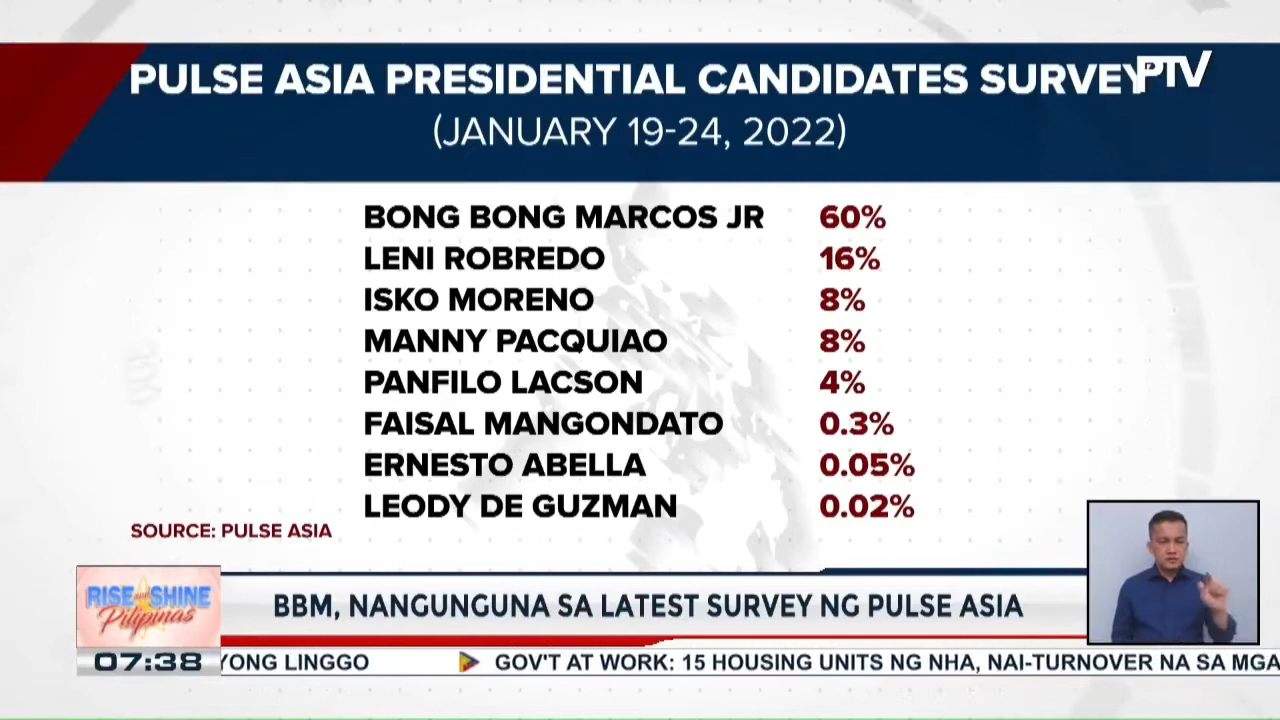 PULSE ASIA PRESIDENTIAL CANDIDATES SURVEY
PTV
(JANUARY 19-24, 2022)
BONG BONG MARCOS JR 60%
LENI ROBREDO 16%
ISKO MORENO 8%
MANNY PACQUIAO 8%
PANFILO LACSON 4%
FAISAL MANGONDATO 0.3%
ERNESTO ABELLA 0.05%
LEODY DE GUZMAN 0.02%
SOURCE: PULSE ASIA
RISE AND SHINE
Pilipinas
BBM, NANGUNGUNA SA LATEST SURVEY NG PULSE ASIA
07:38 YONG LINGGO GOV'T AT WORK: 15 HOUSING UNITS NG NHA, NAI-TURNOVER NA SA MGA